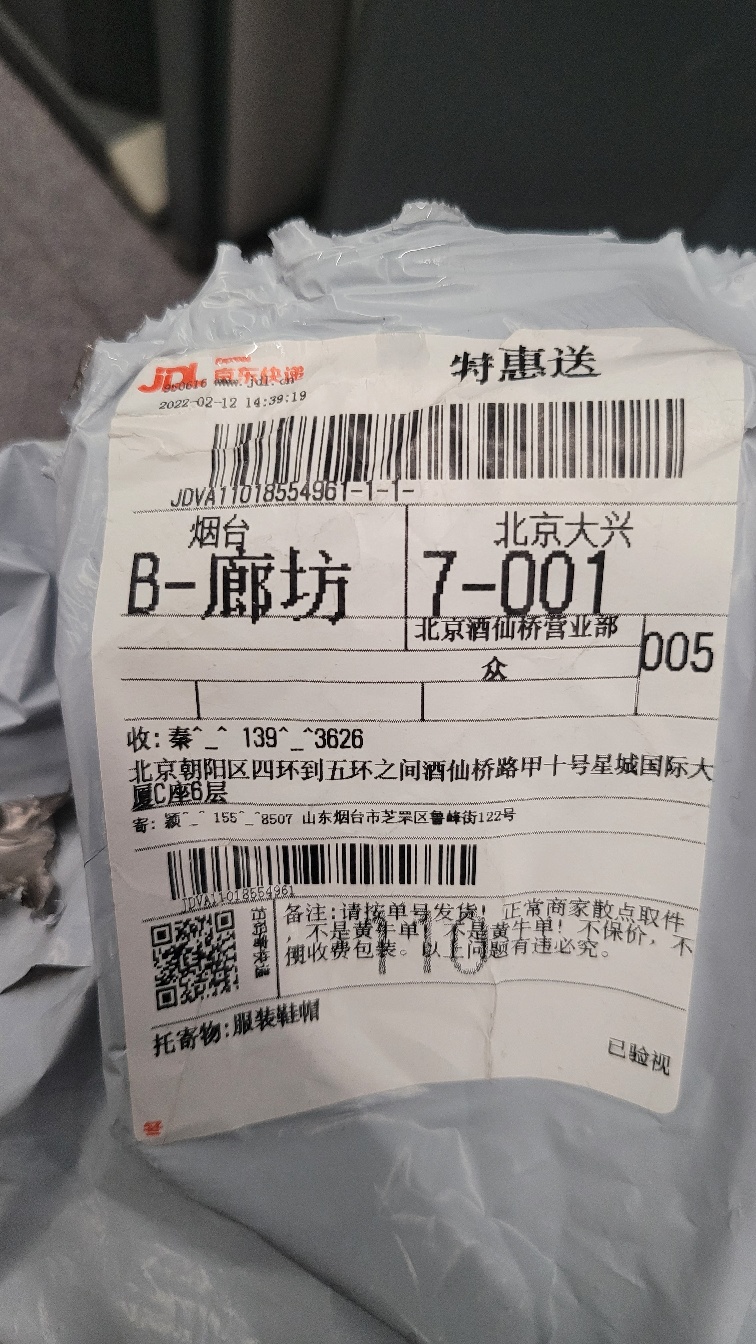 JDL 京东快递
特惠送
950616 www.jdl.cn
2022-02-12 14:39:19
JDVA11018554961-1-1-
烟台
北京大兴
B-廊坊
7-001
北京酒仙桥营业部
005
众
收: 秦^_^ 139^_^3626
北京朝阳区四环到五环之间酒仙桥路甲十号星城国际大
厦C座6层
寄: 颖^_^ 155^_^8507 山东烟台市芝罘区鲁峰街122号
JDVA11018554961
备注:请按单号发货! 正常商家散点取件
, 不是黄牛单! 不是黄牛单! 不保价, 不
便收费包装。以上问题有违必究。
110
托寄物:服装鞋帽
已验视